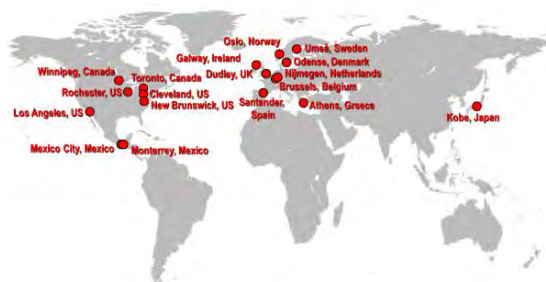 Oslo, Norway
Umeå, Sweden
Galway, Ireland
Odense, Denmark
Winnipeg, Canada
Toronto, Canada
Dudley, UK
Nijmegen, Netherlands
Rochester, US
Cleveland, US
Brussels, Belgium
New Brunswick, US
Los Angeles, US
Santander,
Spain
Athens, Greece
Kobe, Japan
Mexico City, Mexico
Monterrey, Mexico